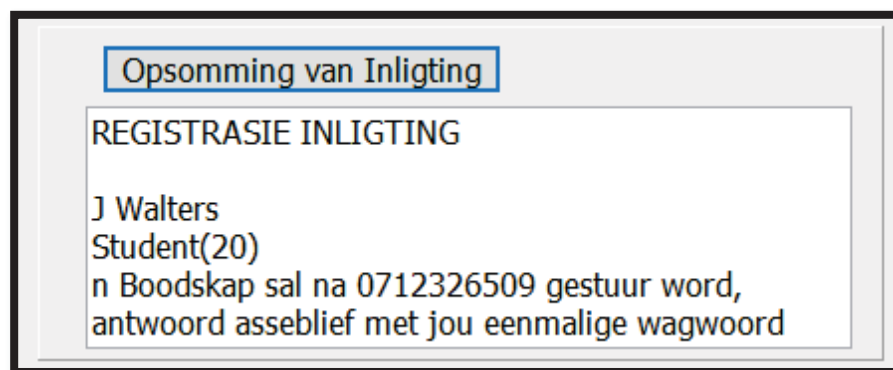 Opsomming van Inligting
REGISTRASIE INLIGTING
J Walters
Student(20)
n Boodskap sal na 0712326509 gestuur word,
antwoord asseblief met jou eenmalige wagwoord